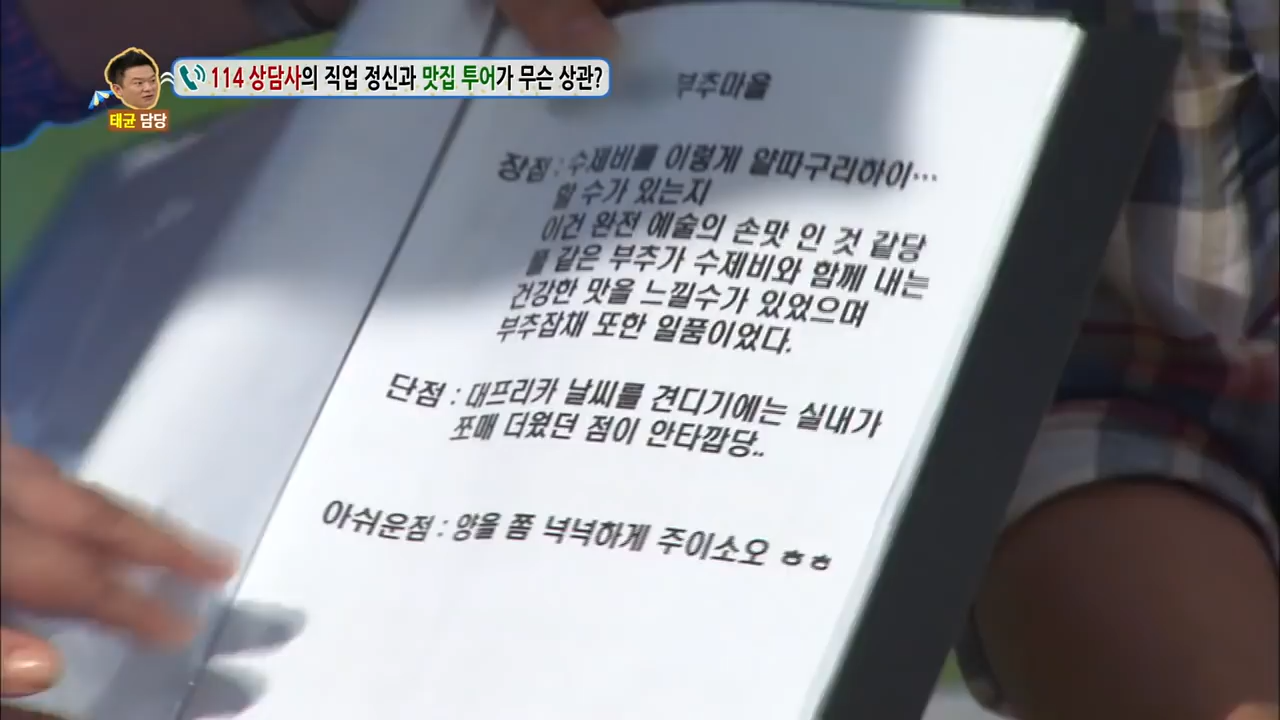 114 상담사의 직업 정신과 맛집 투어가 무슨 상관?
태균 담당
부추마을
장점 : 수제비를 이렇게 얄따구리하이…
할 수가 있는지
이건 완전 예술의 손맛 인 것 같당
풀 같은 부추가 수제비와 함께 내는
건강한 맛을 느낄수가 있었으며
부추잡채 또한 일품이었다.
단점 : 대프리카 날씨를 견디기에는 실내가
쪼매 더웠던 점이 안타깝당..
아쉬운점 : 양을 쫌 넉넉하게 주이소오 ㅎㅎ